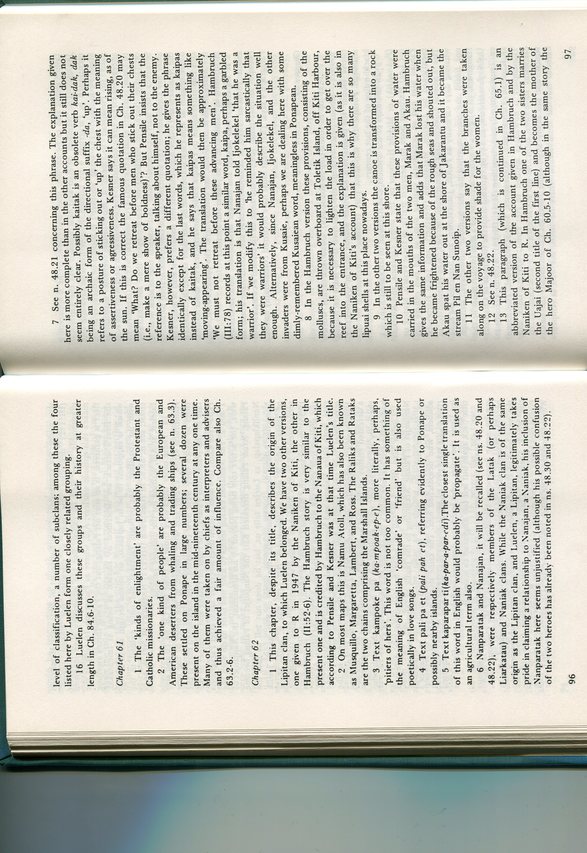 level of classification, a number of subclans; among these the four
listed here by Luelen form one closely related grouping.
16 Luelen discusses these groups and their history at greater
length in Ch. 84.6-10.
Chapter 61
1 The 'kinds of enlightment' are probably the Protestant and
Catholic missionaries.
2 The 'one kind of people' are probably the European and
American deserters from whaling and trading ships (see n. 63.3).
These settled on Ponape in large numbers; several dozen were
present on the island in the mid-nineteenth century at any one time.
Many of them were taken on by chiefs as interpreters and advisers
and thus achieved a fair amount of influence. Compare also Ch.
63.2-6.
Chapter 62
1 This chapter, despite its title, describes the origin of the
Lipitan clan, to which Luelen belonged. We have two other versions,
one given to R in 1947 by the Naniken of Kiti, the other in
Hambruch (II:52-6). The Hambruch story is very similar to the
present one and is credited by Hambruch to the Nanaua of Kiti, which
according to Pensile and Kesner was at that time Luelen's title.
2 On most maps this is Namu Atoll, which has also been known
as Musquillo, Margaretta, Lambert, and Ross. The Raliks and Rataks
are the two chains comprising the Marshall Islands.
3 Text kampoke pa (ka-mpoak-ep-e), more literally, perhaps,
'pitiers of hers'. This word is not too common. It has something of
the meaning of English 'comrade' or 'friend' but is also used
poetically in love songs.
4 Text pali pa et (pali pah et), referring evidently to Ponape or
possibly nearby islands.
5 Text kaparapar ti(ka-par-a-par-edi).The closest single translation
of this word in English would probably be 'propagate'. It is used as
an agricultural term also.
6 Nanparatak and Nanajan, it will be recalled (see ns. 48.20 and
48.22), were respectively members of the Latak (or perhaps
Liarkatau) and Naniak clans. While the Naniak clan is of the same
origin as the Lipitan clan, and Luelen, a Lipitan, legitimately takes
pride in claiming a relationship to Nanajan, a Naniak, his inclusion of
Nanparatak here seems unjustified (although his possible confusion
of the two heroes has already been noted in ns. 48.30 and 48.22).
96
7 See n. 48.21 concerning this phrase. The explanation given
here is more complete than in the other accounts but it still does not
seem entirely clear. Possibly kaitak is an obsolete verb kai-dak, dak
being an archaic form of the directional suffix -da, 'up'. Perhaps it
refers to a posture of sticking out or 'up' the chest with the meaning
of assertiveness or agressiveness. Kesner says it can mean rising, as of
the sun. If this is correct the famous quotation in Ch. 48.20 may
mean 'What? Do we retreat before men who stick out their chests
(i.e., make a mere show of boldness)'? But Pensile insists that the
reference is to the speaker, talking about himself, not to the enemy.
Kesner, however, prefers a different quotation; he gives the phrase
identically except for the last words, which he represents as kaipas
instead of kaitak, and he says that kaipas means something like
'moving-appearing'. The translation would then be approximately
'We must not retreat before these advancing men'. Hambruch
(III:78) records at this point a similar word, kaipa, perhaps a garbled
form; his translation is that Nanajan told Ijokelekel 'that he was a
warrior'. If we modify this to 'he reminded him sarcastically that
they were warriors' it would probably describe the situation well
enough. Alternatively, since Nanajan, Ijokelekel, and the other
invaders were from Kusaie, perhaps we are dealing here with some
dimly-remembered Kusaiean word, meaningless in Ponapean.
8 In the Hambruch version these provisions, consisting of the
molluscs, are thrown overboard at Toletik Island, off Kiti Harbour,
because it is necessary to lighten the load in order to get over the
reef into the entrance, and the explanation is given (as it is also in
the Naniken of Kiti's account) that this is why there are so many
lipuai shells at this place nowadays.
9 In the other two versions the canoe is transformed into a rock
which is still to be seen at this shore.
10 Pensile and Kesner state that these provisions of water were
carried in the mouths of the two men, Marak and Akau. Hambruch
gives the same information and adds that Marak lost his water when
he became frightened because of the rough seas and shouted out, but
Akau spat his water out at the shore of Jakarantu and it became the
stream Pil en Nan Sunoip.
11 The other two versions say that the branches were taken
along on the voyage to provide shade for the women.
12 See n. 48.22.
13 This paragraph (which is continued in Ch. 65.1) is an
abbreviated version of the account given in Hambruch and by the
Naniken of Kiti to R. In Hambruch one of the two sisters marries
the Uajai (second title of the first line) and becomes the mother of
the hero Majoor of Ch. 60.5-10 (although in the same story the
97